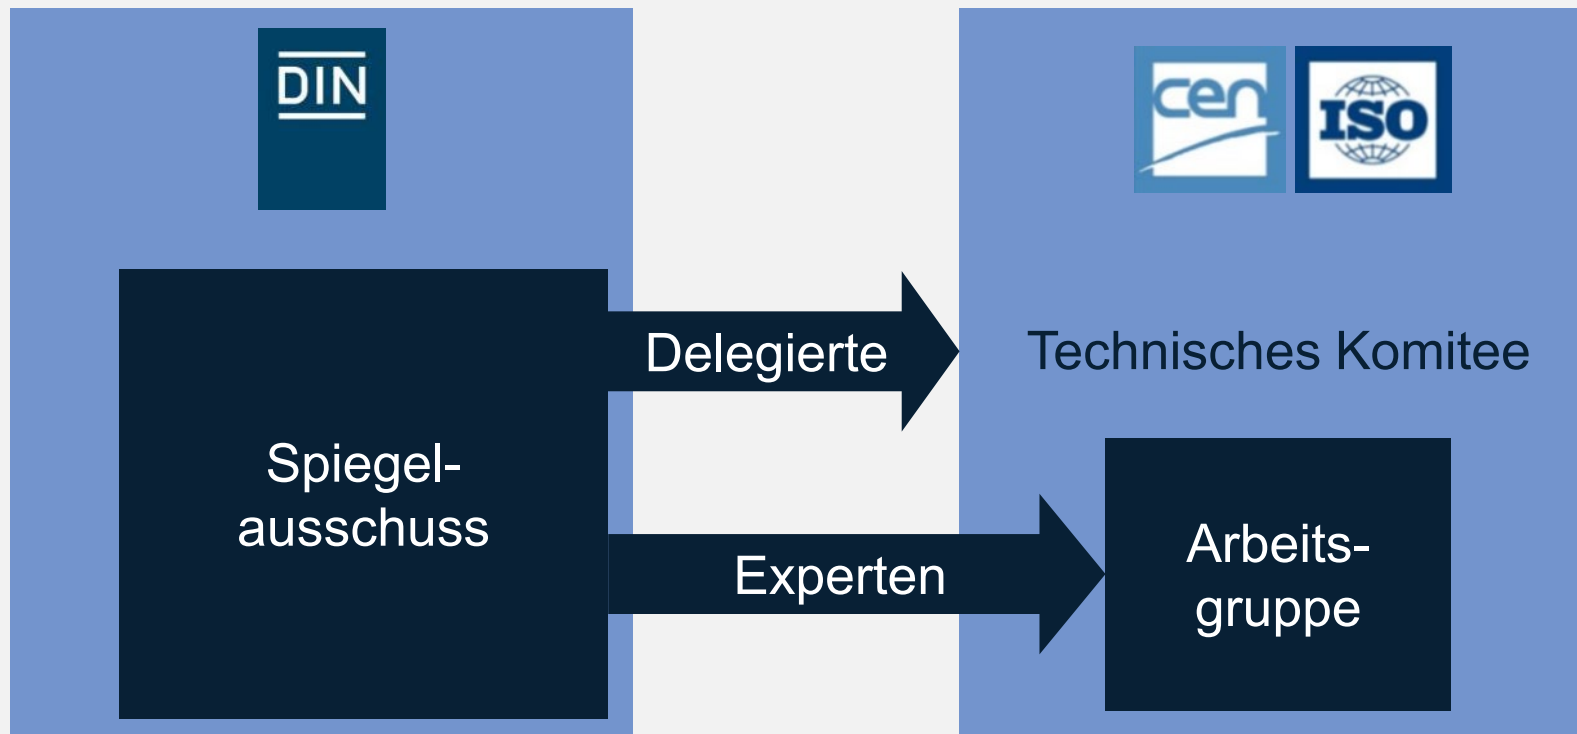 DIN
cen
ISO
Delegierte
Technisches Komitee
Spiegel-
ausschuss
Experten
Arbeits-
gruppe